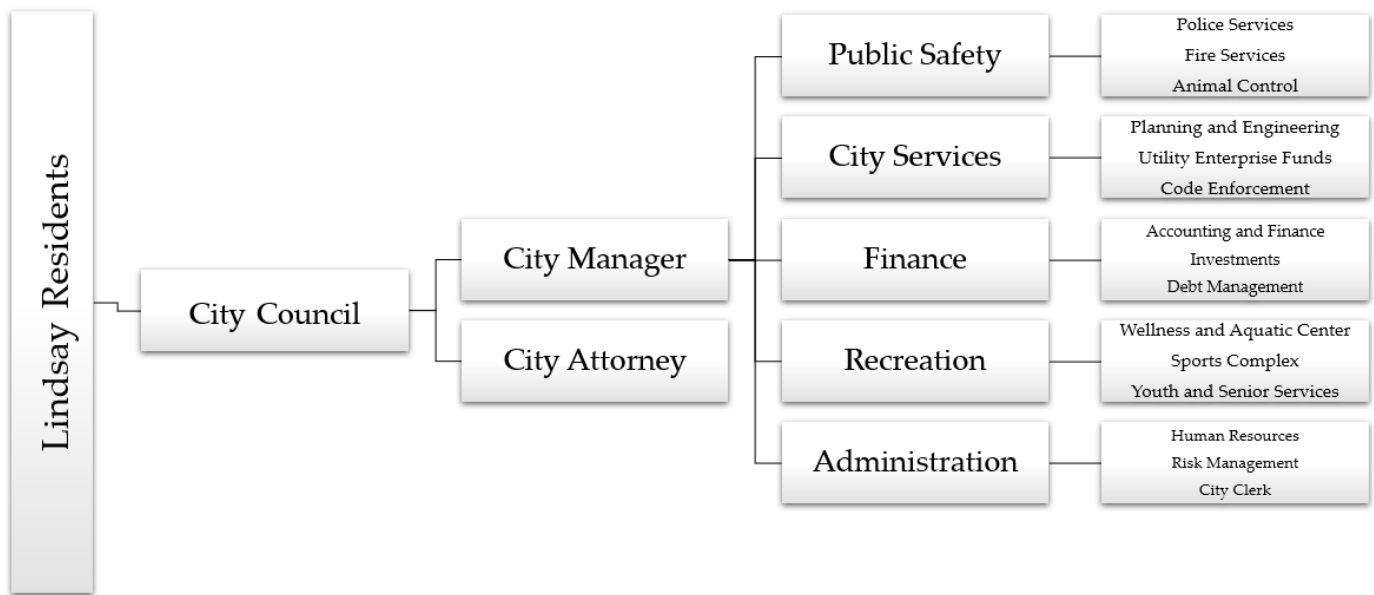 Lindsay Residents
City Council
City Manager
City Attorney
Public Safety
Police Services
Fire Services
Animal Control
City Services
Planning and Engineering
Utility Enterprise Funds
Code Enforcement
Finance
Accounting and Finance
Investments
Debt Management
Recreation
Wellness and Aquatic Center
Sports Complex
Youth and Senior Services
Administration
Human Resources
Risk Management
City Clerk